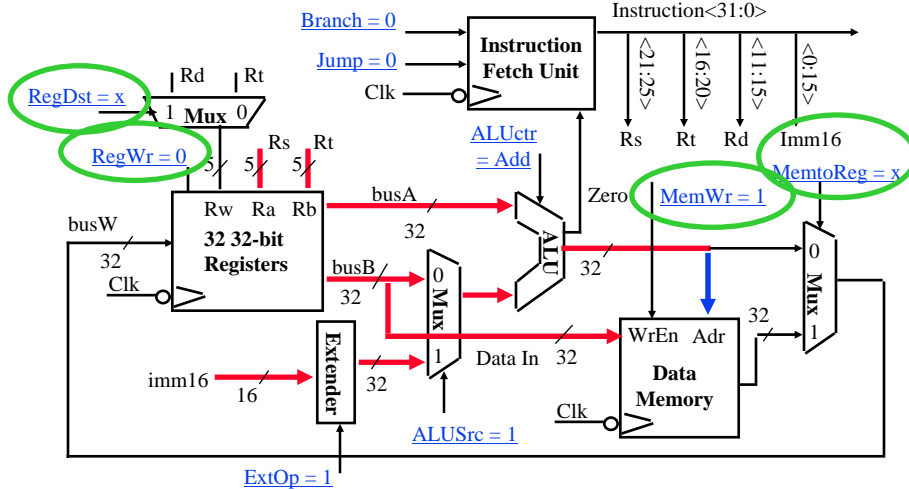 Branch = 0
Instruction<31:0>
Instruction
Fetch Unit
Jump = 0
Clk
<21:25>
<16:20>
<11:15>
<0:15>
Rs
Rt
Rd
Imm16
Rd
Rt
RegDst = x
1
Mux
0
RegWr = 0
5
Rs
5
Rt
5
ALUctr
= Add
Zero
MemWr = 1
MemtoReg = x
busA
32
Rw
Ra
Rb
32 32-bit
Registers
busW
32
Clk
busB
32
0
Mux
1
ALU
32
0
Mux
1
32
WrEn
Adr
Data In
32
Data
Memory
Clk
imm16
16
Extender
32
ALUSrc = 1
ExtOp = 1